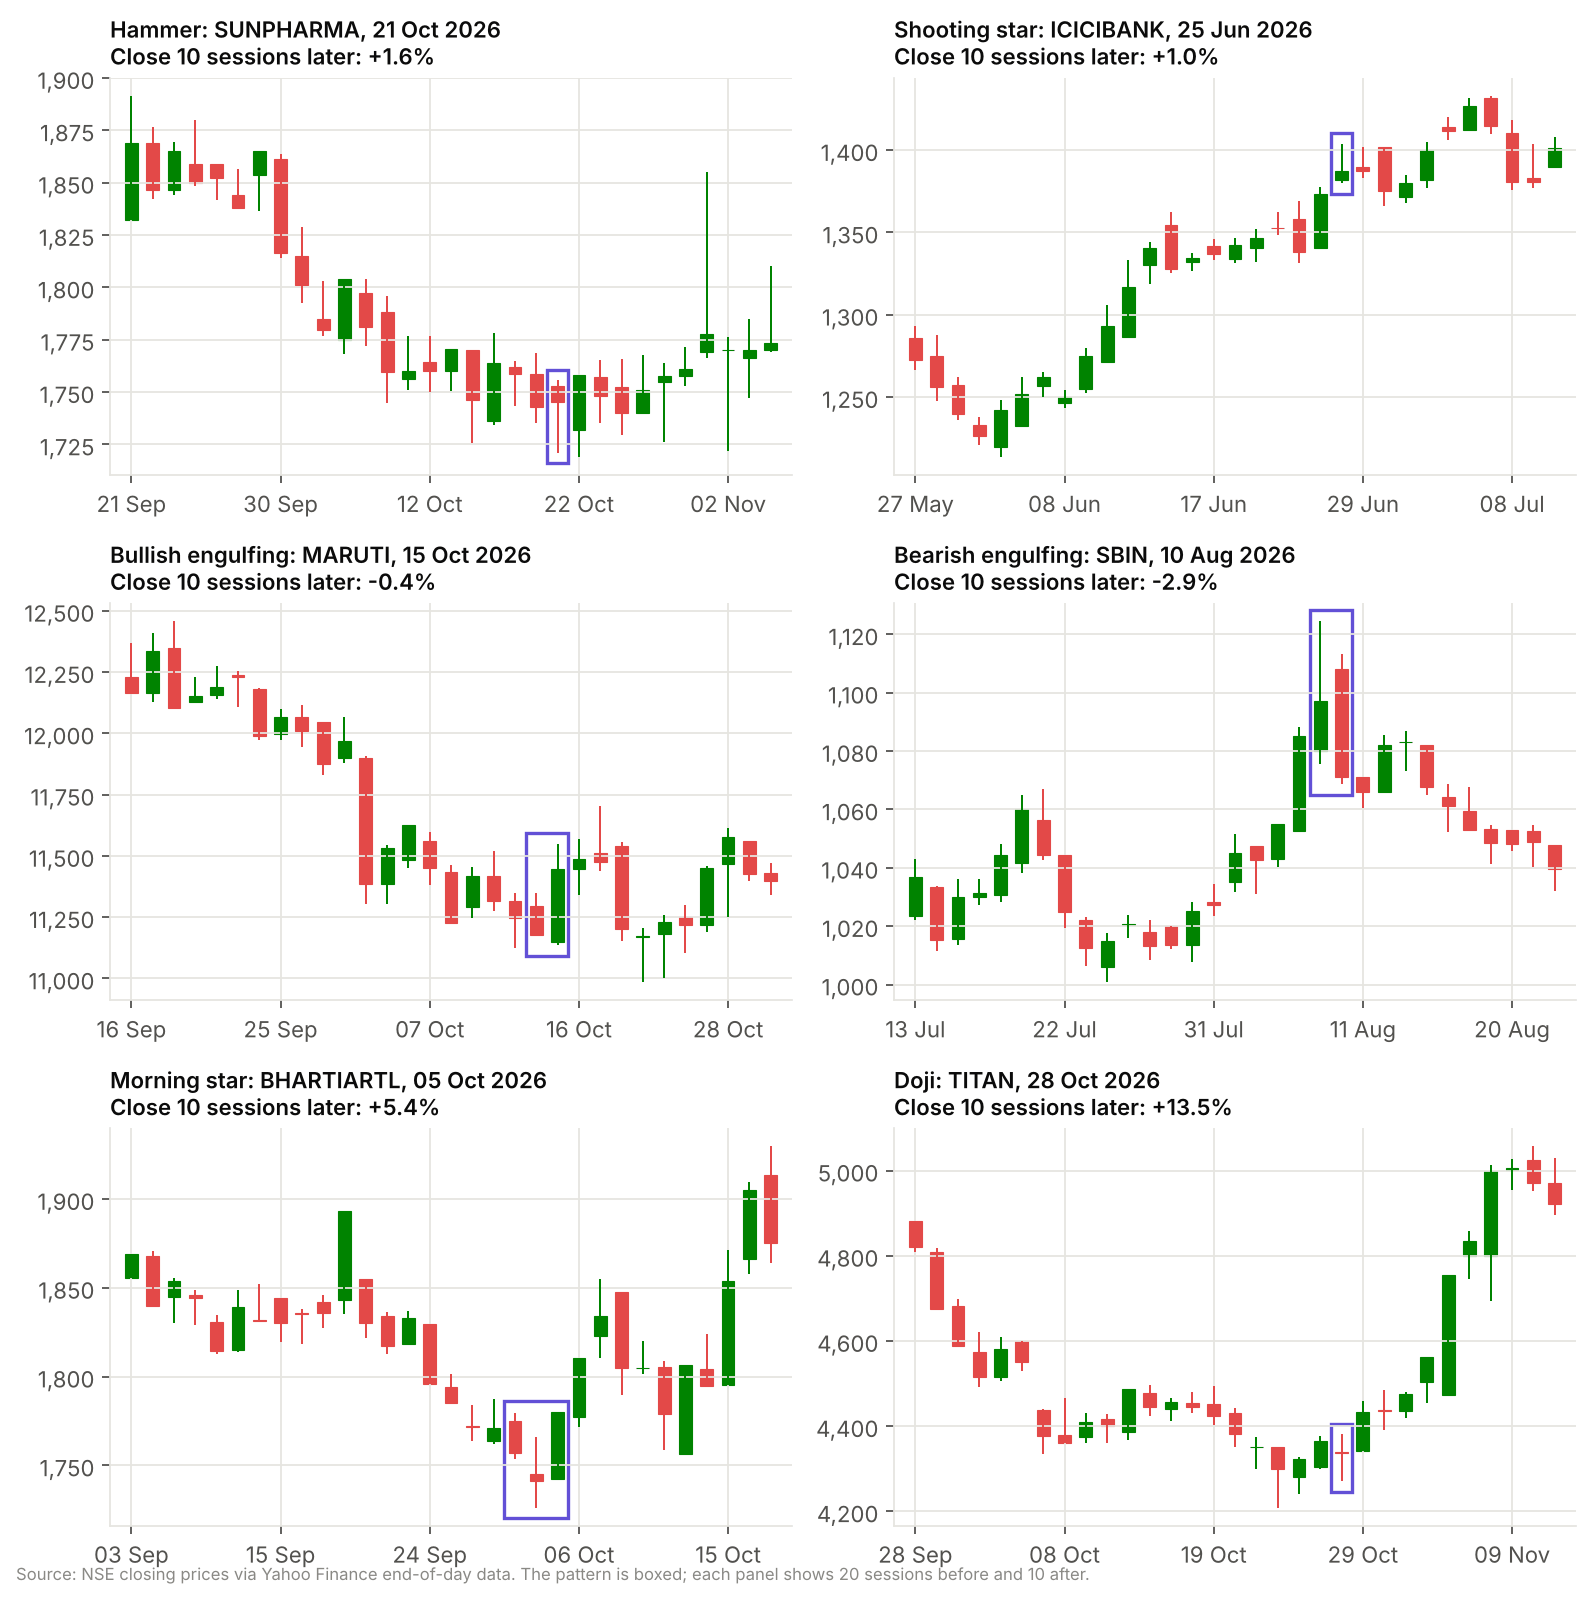 Hammer: SUNPHARMA, 21 Oct 2026
Close 10 sessions later: +1.6%
1,900
1,875
1,850
1,825
1,800
1,775
1,750
1,725
21 Sep
30 Sep
12 Oct
22 Oct
02 Nov
Shooting star: ICICIBANK, 25 Jun 2026
Close 10 sessions later: +1.0%
1,400
1,350
1,300
1,250
27 May
08 Jun
17 Jun
29 Jun
08 Jul
Bullish engulfing: MARUTI, 15 Oct 2026
Close 10 sessions later: -0.4%
12,500
12,250
12,000
11,750
11,500
11,250
11,000
16 Sep
25 Sep
07 Oct
16 Oct
28 Oct
Bearish engulfing: SBIN, 10 Aug 2026
Close 10 sessions later: -2.9%
1,120
1,100
1,080
1,060
1,040
1,020
1,000
13 Jul
22 Jul
31 Jul
11 Aug
20 Aug
Morning star: BHARTIARTL, 05 Oct 2026
Close 10 sessions later: +5.4%
1,900
1,850
1,800
1,750
03 Sep
15 Sep
24 Sep
06 Oct
15 Oct
Doji: TITAN, 28 Oct 2026
Close 10 sessions later: +13.5%
5,000
4,800
4,600
4,400
4,200
28 Sep
08 Oct
19 Oct
29 Oct
09 Nov
Source: NSE closing prices via Yahoo Finance end-of-day data. The pattern is boxed; each panel shows 20 sessions before and 10 after.